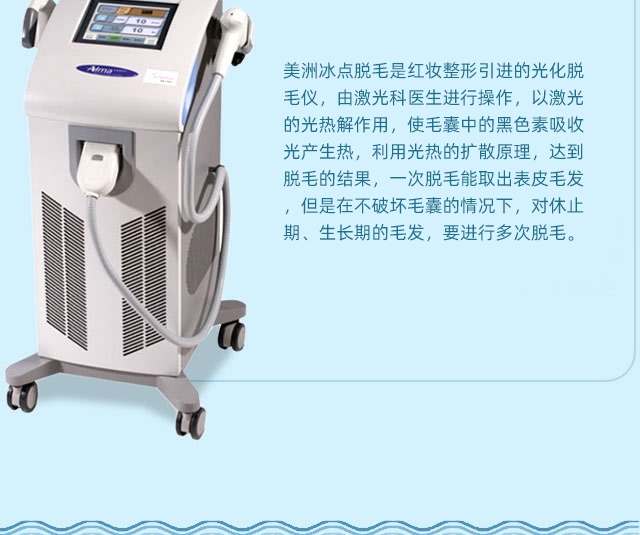 10
10
Alma
美洲冰点脱毛是红妆整形引进的光化脱
毛仪，由激光科医生进行操作，以激光
的光热解作用，使毛囊中的黑色素吸收
光产生热，利用光热的扩散原理，达到
脱毛的结果，一次脱毛能取出表皮毛发
，但是在不破坏毛囊的情况下，对休止
期、生长期的毛发，要进行多次脱毛。